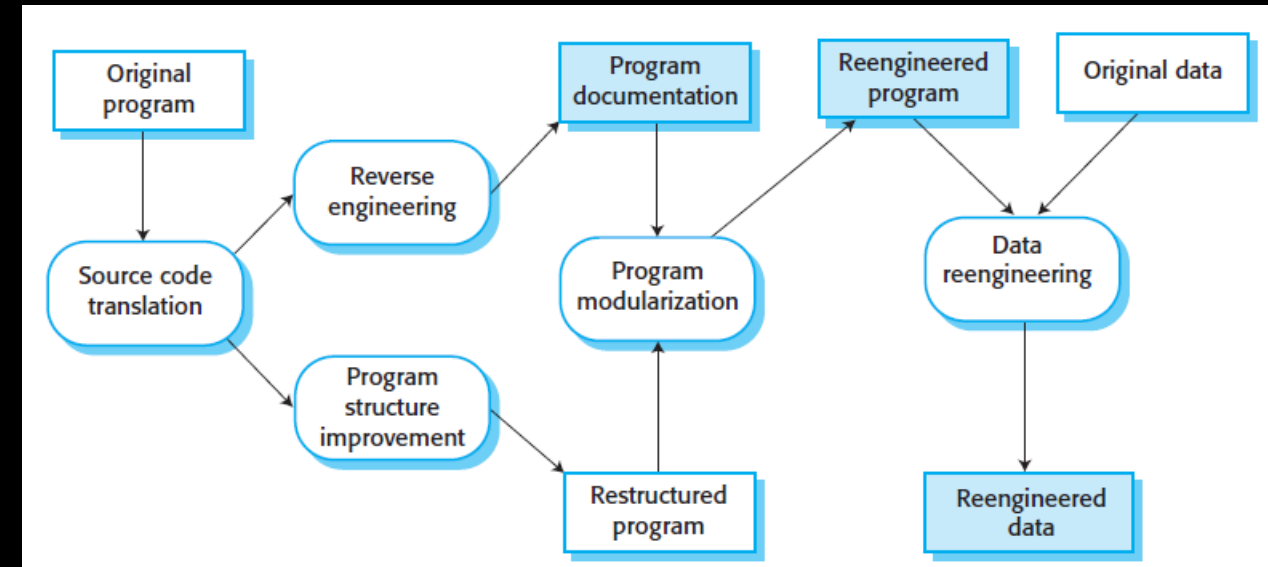 Original
program
Program
documentation
Reengineered
program
Original data
Reverse
engineering
Source code
translation
Program
modularization
Data
reengineering
Program
structure
improvement
Restructured
program
Reengineered
data